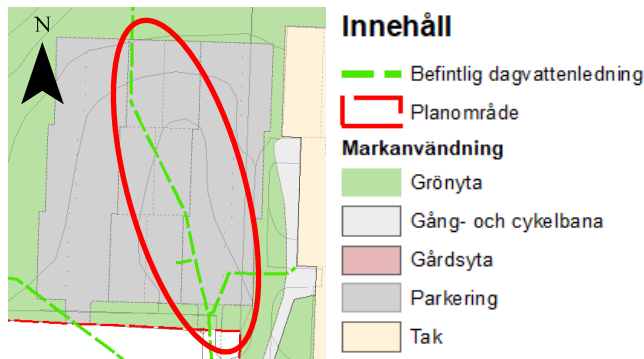 N
Innehåll
Befintlig dagvattenledning
Planområde
Markanvändning
Grönyta
Gång- och cykelbana
Gårdsyta
Parkering
Tak